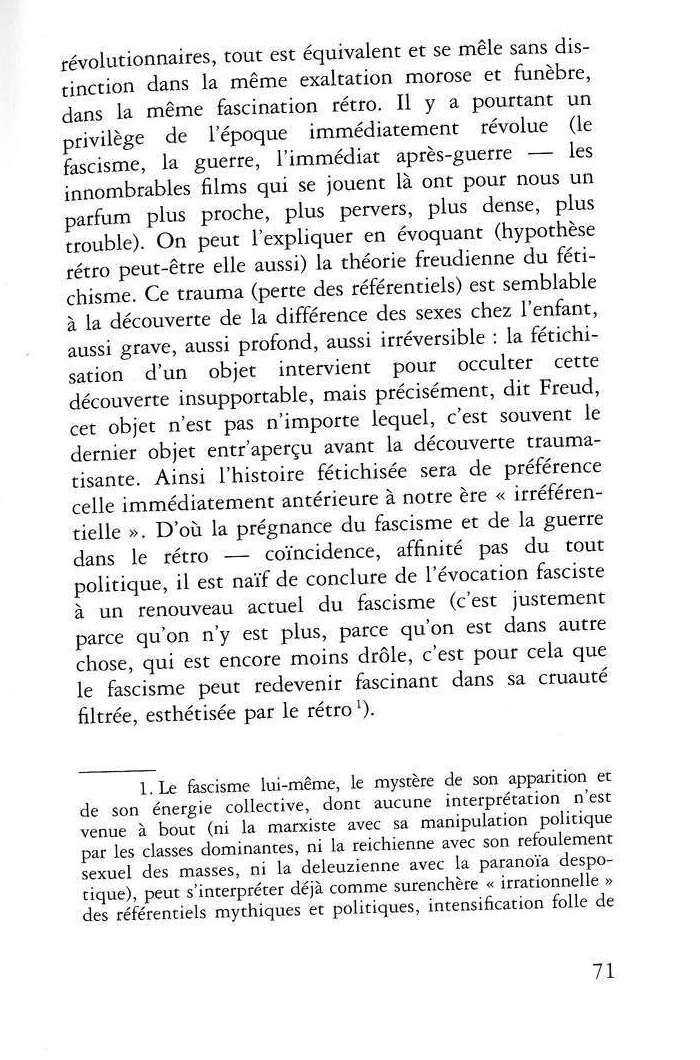 révolutionnaires, tout est équivalent et se mêle sans dis-
tinction dans la même exaltation morose et funèbre,
dans la même fascination rétro. Il y a pourtant un
privilège de l'époque immédiatement révolue (le
fascisme, la guerre, l'immédiat après-guerre — les
innombrables films qui se jouent là ont pour nous un
parfum plus proche, plus pervers, plus dense, plus
trouble). On peut l'expliquer en évoquant (hypothèse
rétro peut-être elle aussi) la théorie freudienne du féti-
chisme. Ce trauma (perte des référentiels) est semblable
à la découverte de la différence des sexes chez l'enfant,
aussi grave, aussi profond, aussi irréversible : la fétichi-
sation d'un objet intervient pour occulter cette
découverte insupportable, mais précisément, dit Freud,
cet objet n'est pas n'importe lequel, c'est souvent le
dernier objet entr'aperçu avant la découverte trauma-
tisante. Ainsi l'histoire fétichisée sera de préférence
celle immédiatement antérieure à notre ère « irréféren-
tielle ». D'où la prégnance du fascisme et de la guerre
dans le rétro — coïncidence, affinité pas du tout
politique, il est naïf de conclure de l'évocation fasciste
à un renouveau actuel du fascisme (c'est justement
parce qu'on n'y est plus, parce qu'on est dans autre
chose, qui est encore moins drôle, c'est pour cela que
le fascisme peut redevenir fascinant dans sa cruauté
filtrée, esthétisée par le rétro ¹).
1. Le fascisme lui-même, le mystère de son apparition et
de son énergie collective, dont aucune interprétation n'est
venue à bout (ni la marxiste avec sa manipulation politique
par les classes dominantes, ni la reichienne avec son refoulement
sexuel des masses, ni la deleuzienne avec la paranoïa despo-
tique), peut s'interpréter déjà comme surenchère « irrationnelle »
des référentiels mythiques et politiques, intensification folle de
71